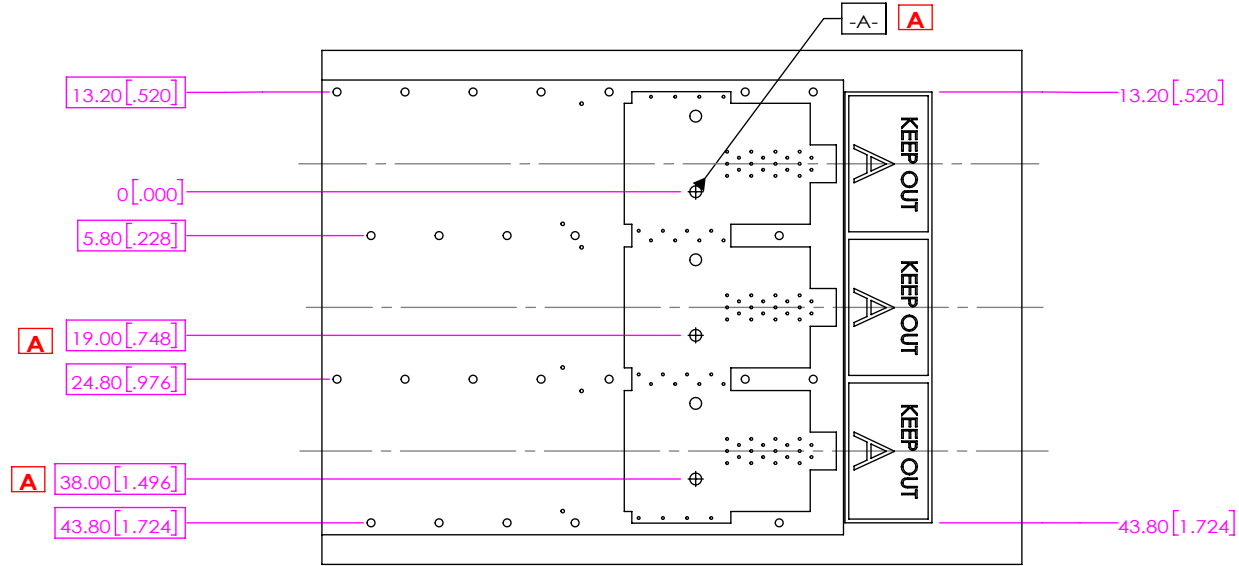 -A- A
13.20[.520]
13.20[.520]
KEEP OUT
A
0[.000]
5.80[.228]
KEEP OUT
A
A 19.00[.748]
24.80[.976]
KEEP OUT
A
A 38.00[1.496]
43.80[1.724]
43.80[1.724]